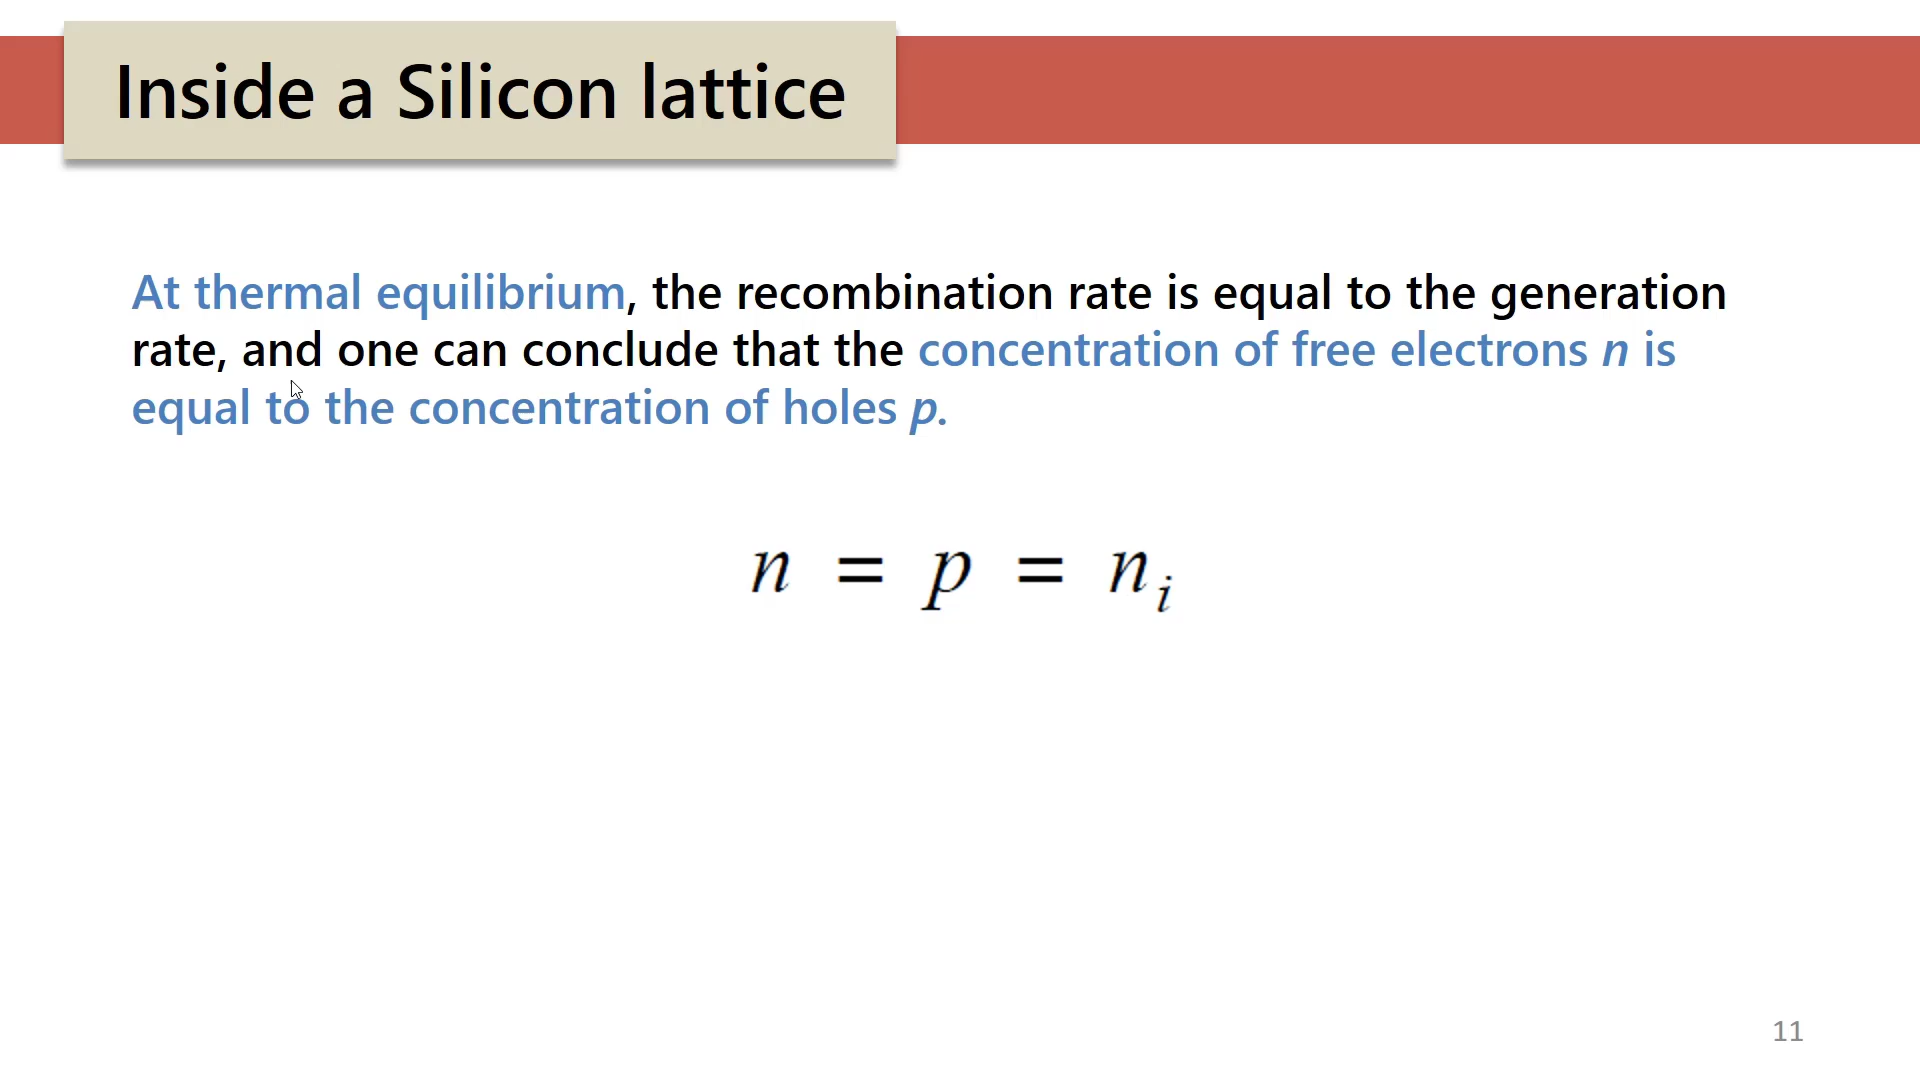 Inside a Silicon lattice
At thermal equilibrium, the recombination rate is equal to the generation
rate, and one can conclude that the concentration of free electrons n is
equal to the concentration of holes p.
n = p = nᵢ
11